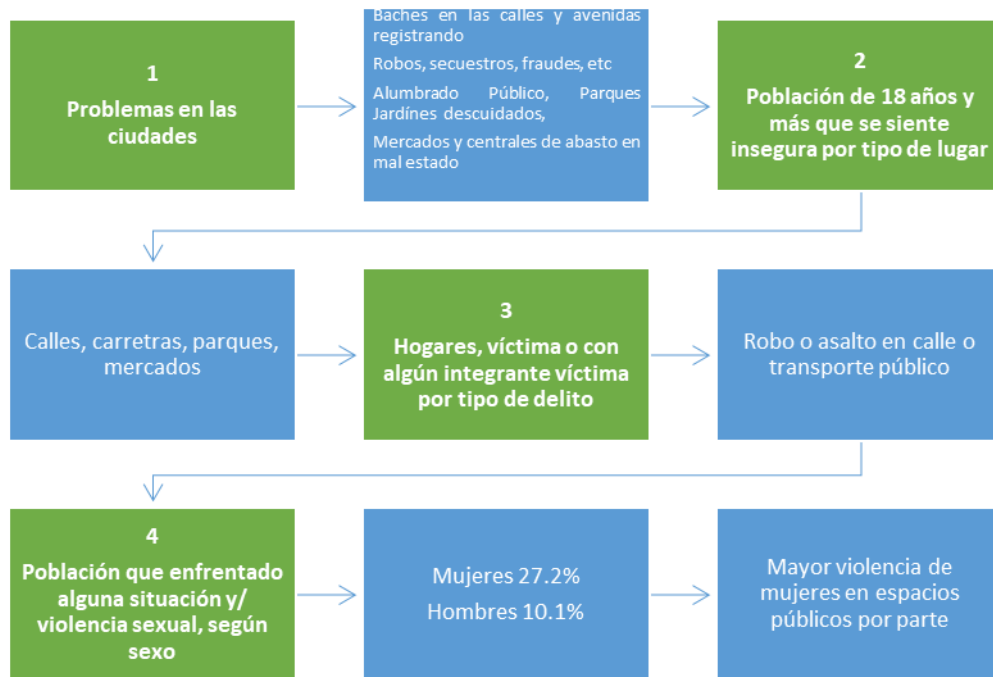 1
Problemas en las
ciudades
Baches en las calles y avenidas
registrando
Robos, secuestros, fraudes, etc
Alumbrado Público, Parques
Jardínes descuidados,
Mercados y centrales de abasto en
mal estado
2
Población de 18 años y
más que se siente
insegura por tipo de lugar
Calles, carretras, parques,
mercados
3
Hogares, víctima o con
algún integrante víctima
por tipo de delito
Robo o asalto en calle o
transporte público
4
Población que enfrentado
alguna situación y/
violencia sexual, según
sexo
Mujeres 27.2%
Hombres 10.1%
Mayor violencia de
mujeres en espacios
públicos por parte